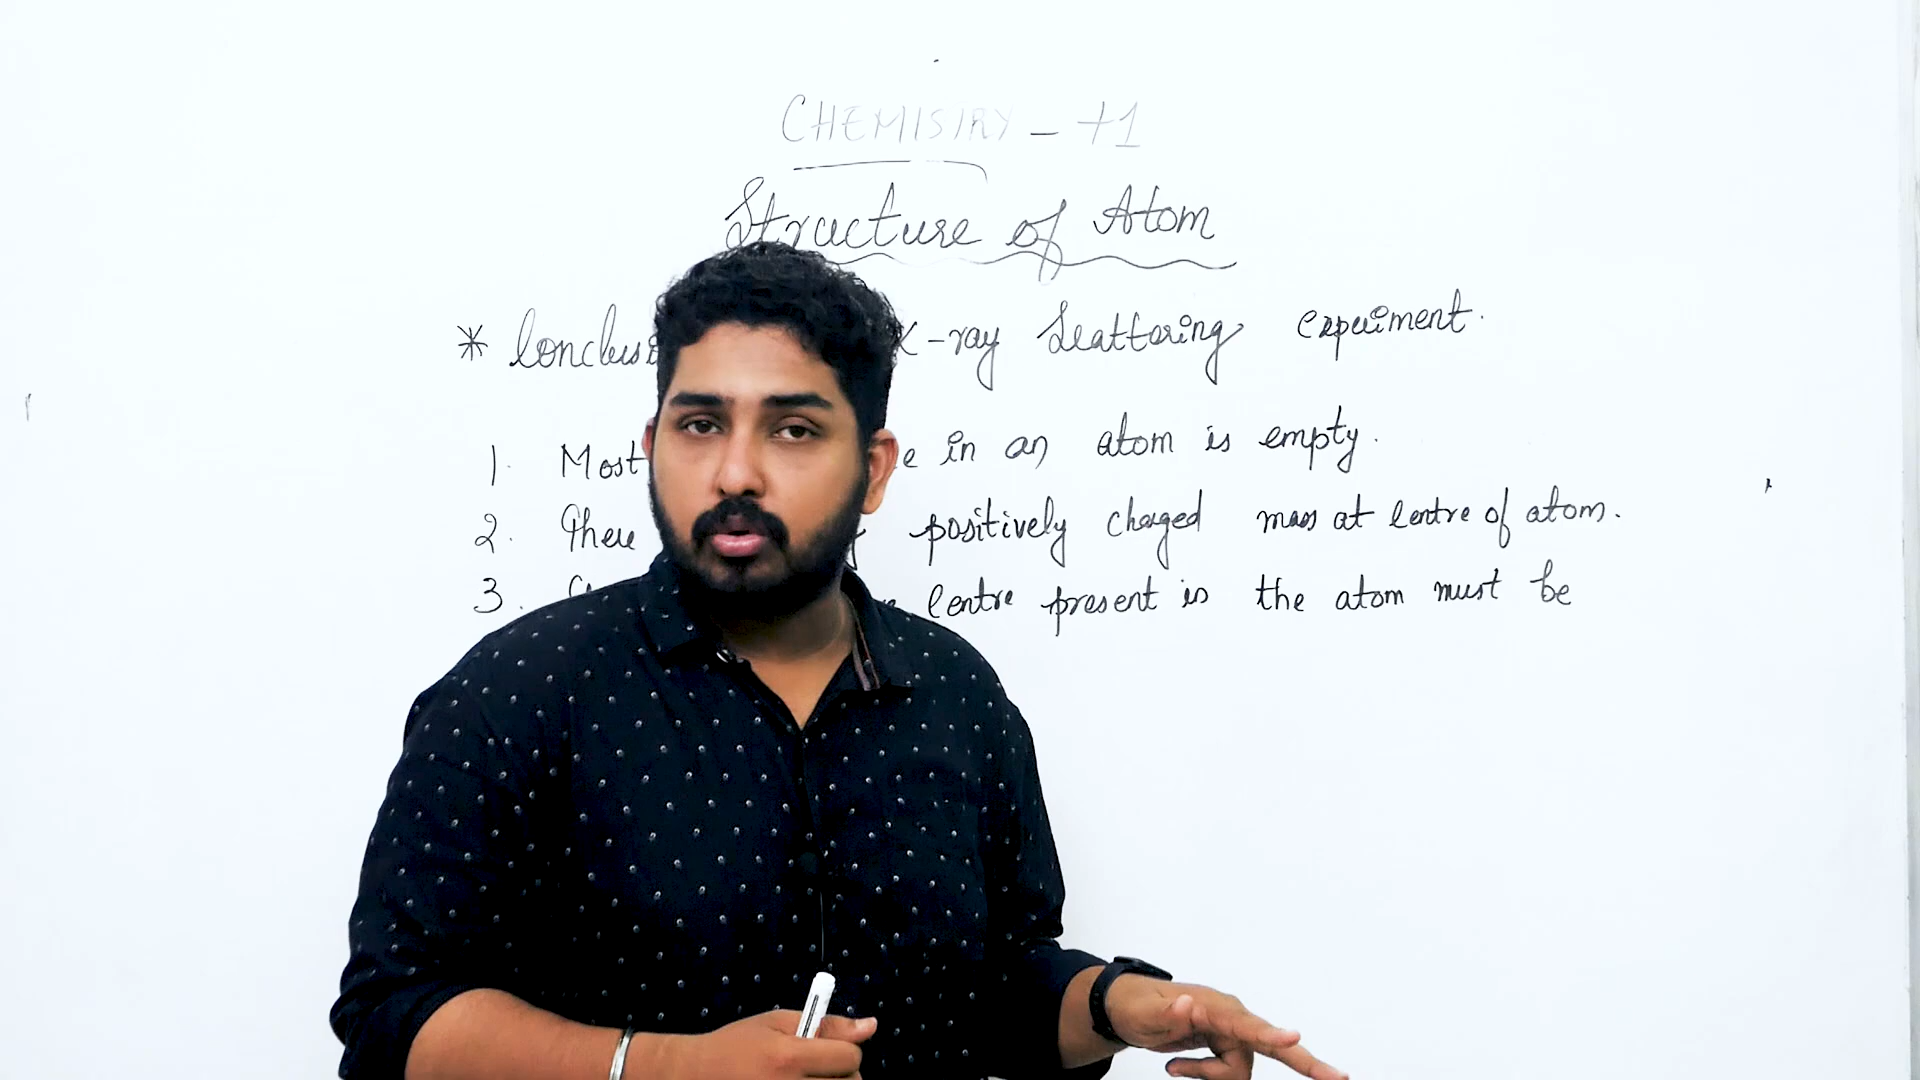 CHEMISTRY - +1
Structure of Atom
* X-ray Scattering experiment.
1. Most in an atom is empty.
2. There positively charged mass at centre of atom.
3. Centre present is the atom must be